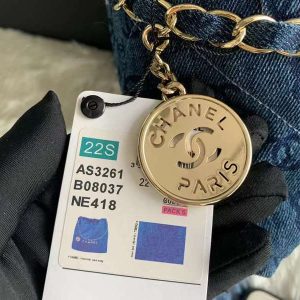 CHANEL
PARIS
22S
AS3261
B08037
NE418
22
PACKS